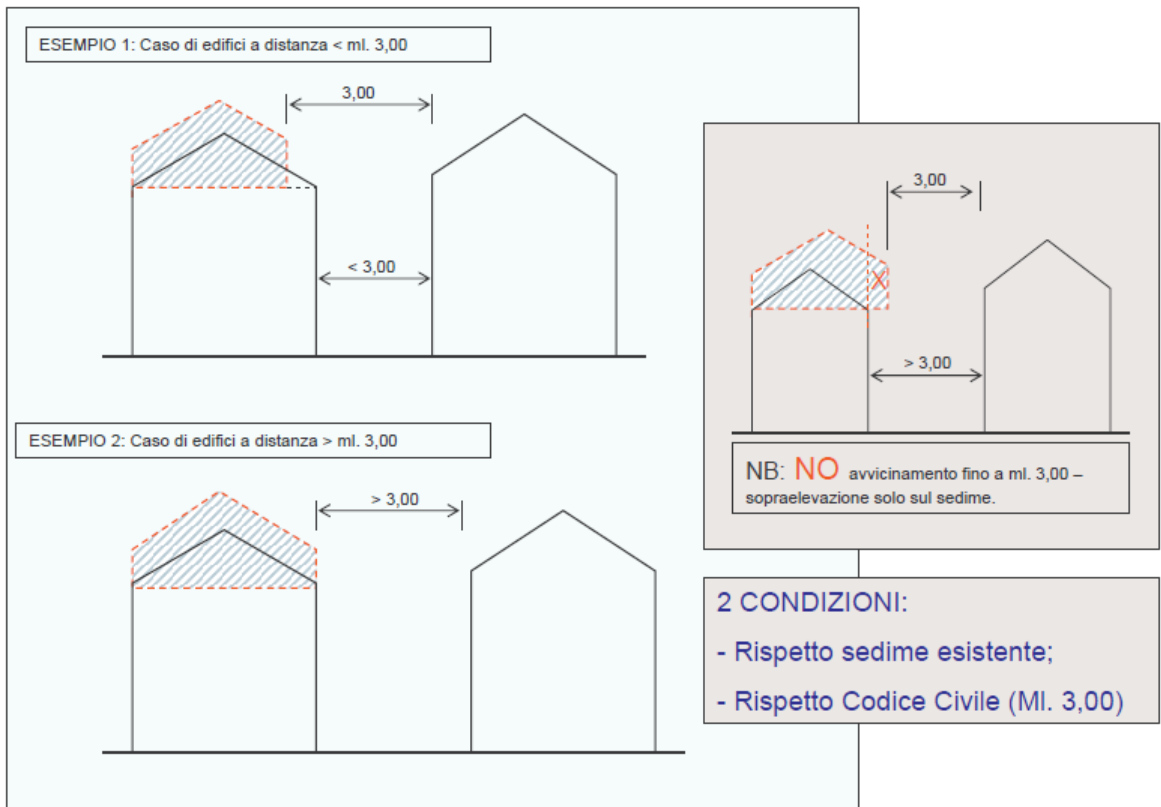 ESEMPIO 1: Caso di edifici a distanza < ml. 3,00
3,00
< 3,00
ESEMPIO 2: Caso di edifici a distanza > ml. 3,00
> 3,00
3,00
X
> 3,00
NB: NO avvicinamento fino a ml. 3,00 –
sopraelevazione solo sul sedime.
2 CONDIZIONI:
- Rispetto sedime esistente;
- Rispetto Codice Civile (Ml. 3,00)